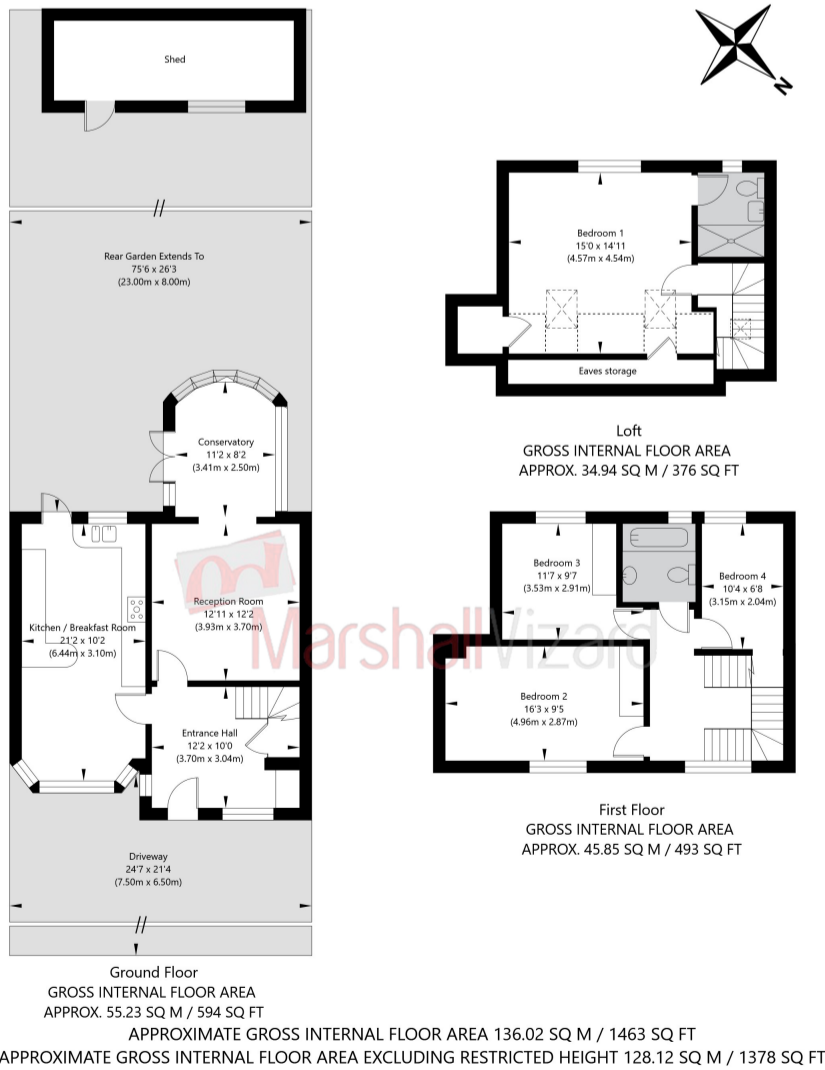 Shed
N
Rear Garden Extends To
75'6 x 26'3
(23.00m x 8.00m)
Bedroom 1
15'0 x 14'11
(4.57m x 4.54m)
Eaves storage
Loft
GROSS INTERNAL FLOOR AREA
APPROX. 34.94 SQ M / 376 SQ FT
Conservatory
11'2 x 8'2
(3.41m x 2.50m)
Kitchen / Breakfast Room
21'2 x 10'2
(6.44m x 3.10m)
Reception Room
12'11 x 12'2
(3.93m x 3.70m)
MarshallVizard
Entrance Hall
12'2 x 10'0
(3.70m x 3.04m)
Bedroom 3
11'7 x 9'7
(3.53m x 2.91m)
Bedroom 4
10'4 x 6'8
(3.15m x 2.04m)
Bedroom 2
16'3 x 9'5
(4.96m x 2.87m)
First Floor
GROSS INTERNAL FLOOR AREA
APPROX. 45.85 SQ M / 493 SQ FT
Driveway
24'7 x 21'4
(7.50m x 6.50m)
Ground Floor
GROSS INTERNAL FLOOR AREA
APPROX. 55.23 SQ M / 594 SQ FT
APPROXIMATE GROSS INTERNAL FLOOR AREA 136.02 SQ M / 1463 SQ FT
APPROXIMATE GROSS INTERNAL FLOOR AREA EXCLUDING RESTRICTED HEIGHT 128.12 SQ M / 1378 SQ FT